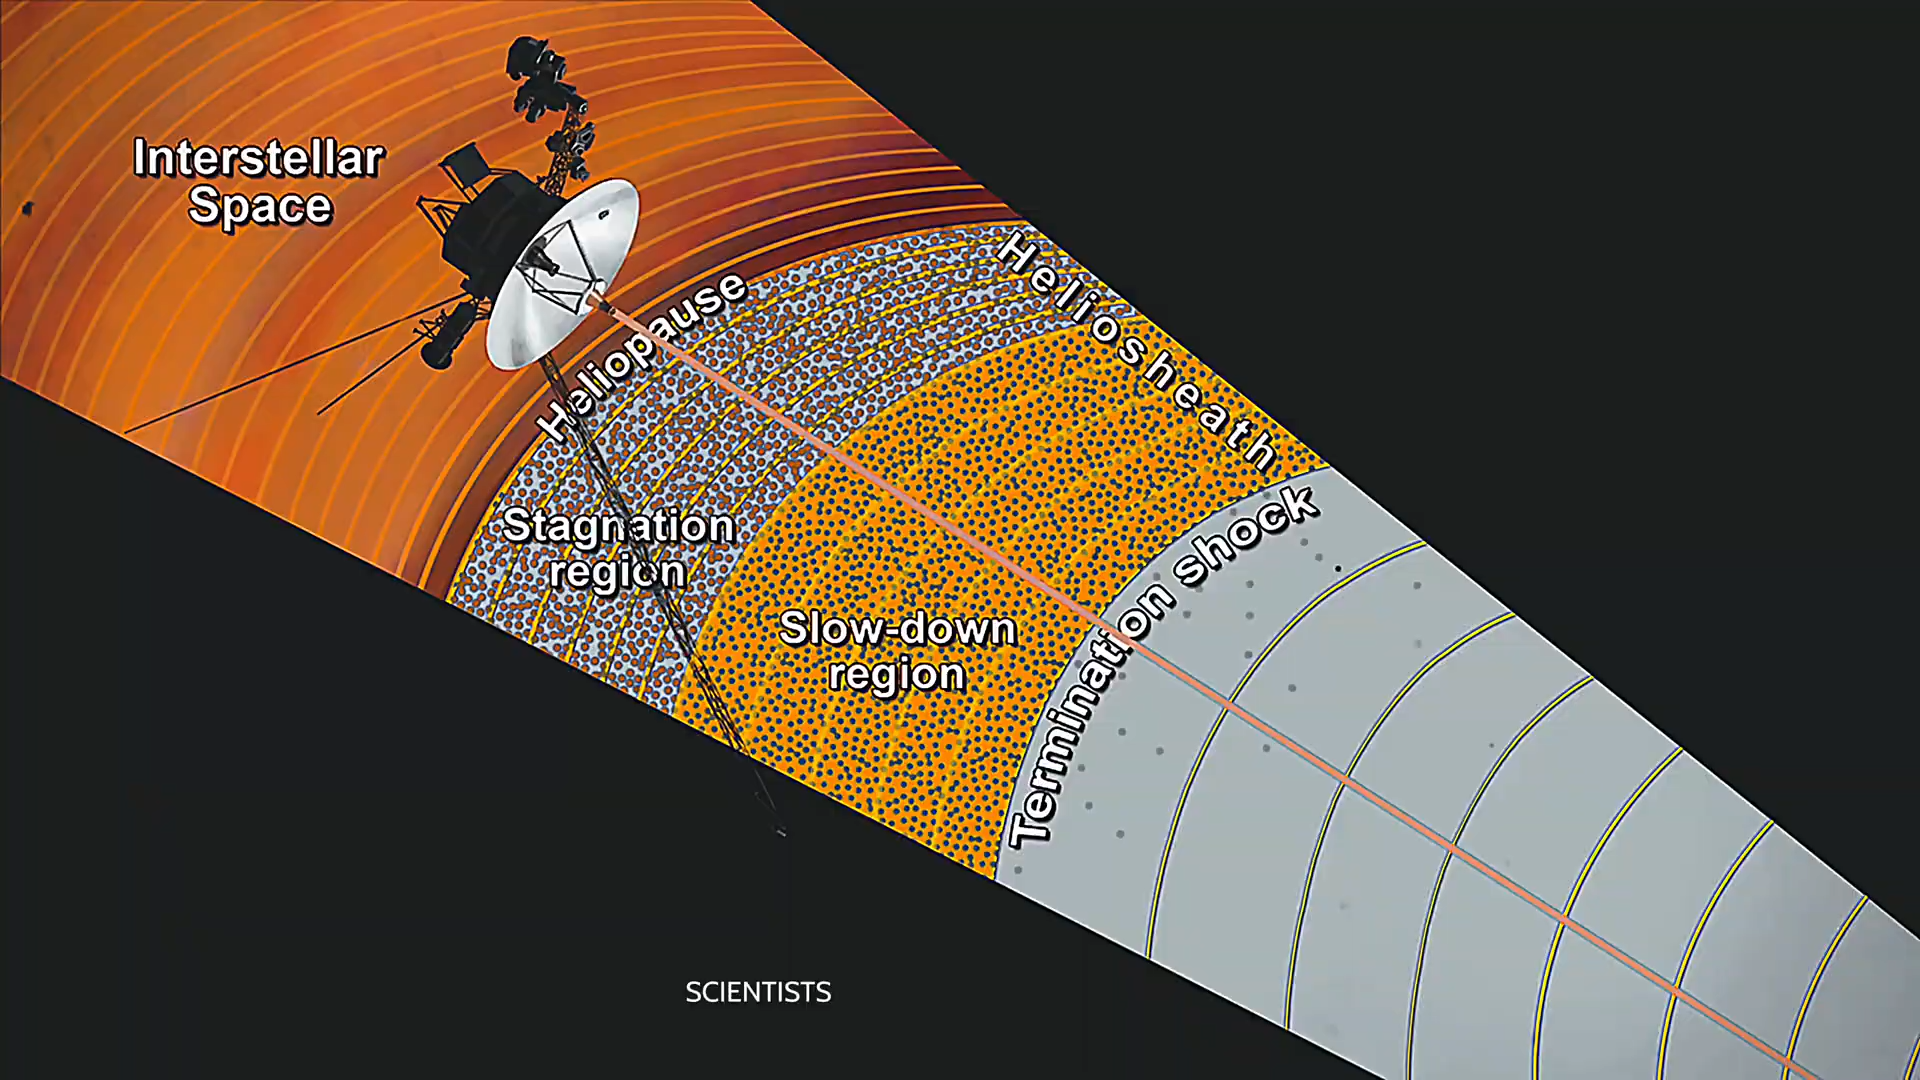 Interstellar
Space
Heliopause
Heliosheath
Stagnation
region
Termination shock
Slow-down
region
SCIENTISTS